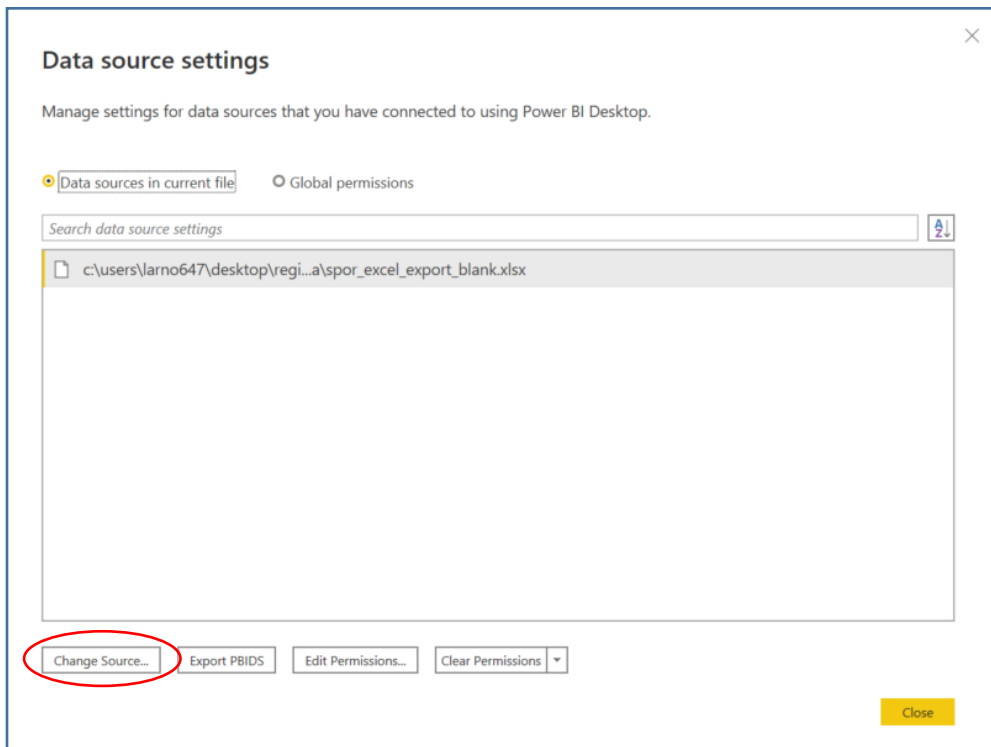 Data source settings
Manage settings for data sources that you have connected to using Power BI Desktop.
Data sources in current file Global permissions
Search data source settings
c:\users\larno647\desktop\regi...a\spor_excel_export_blank.xlsx
Change Source... Export PBIDS Edit Permissions... Clear Permissions
Close